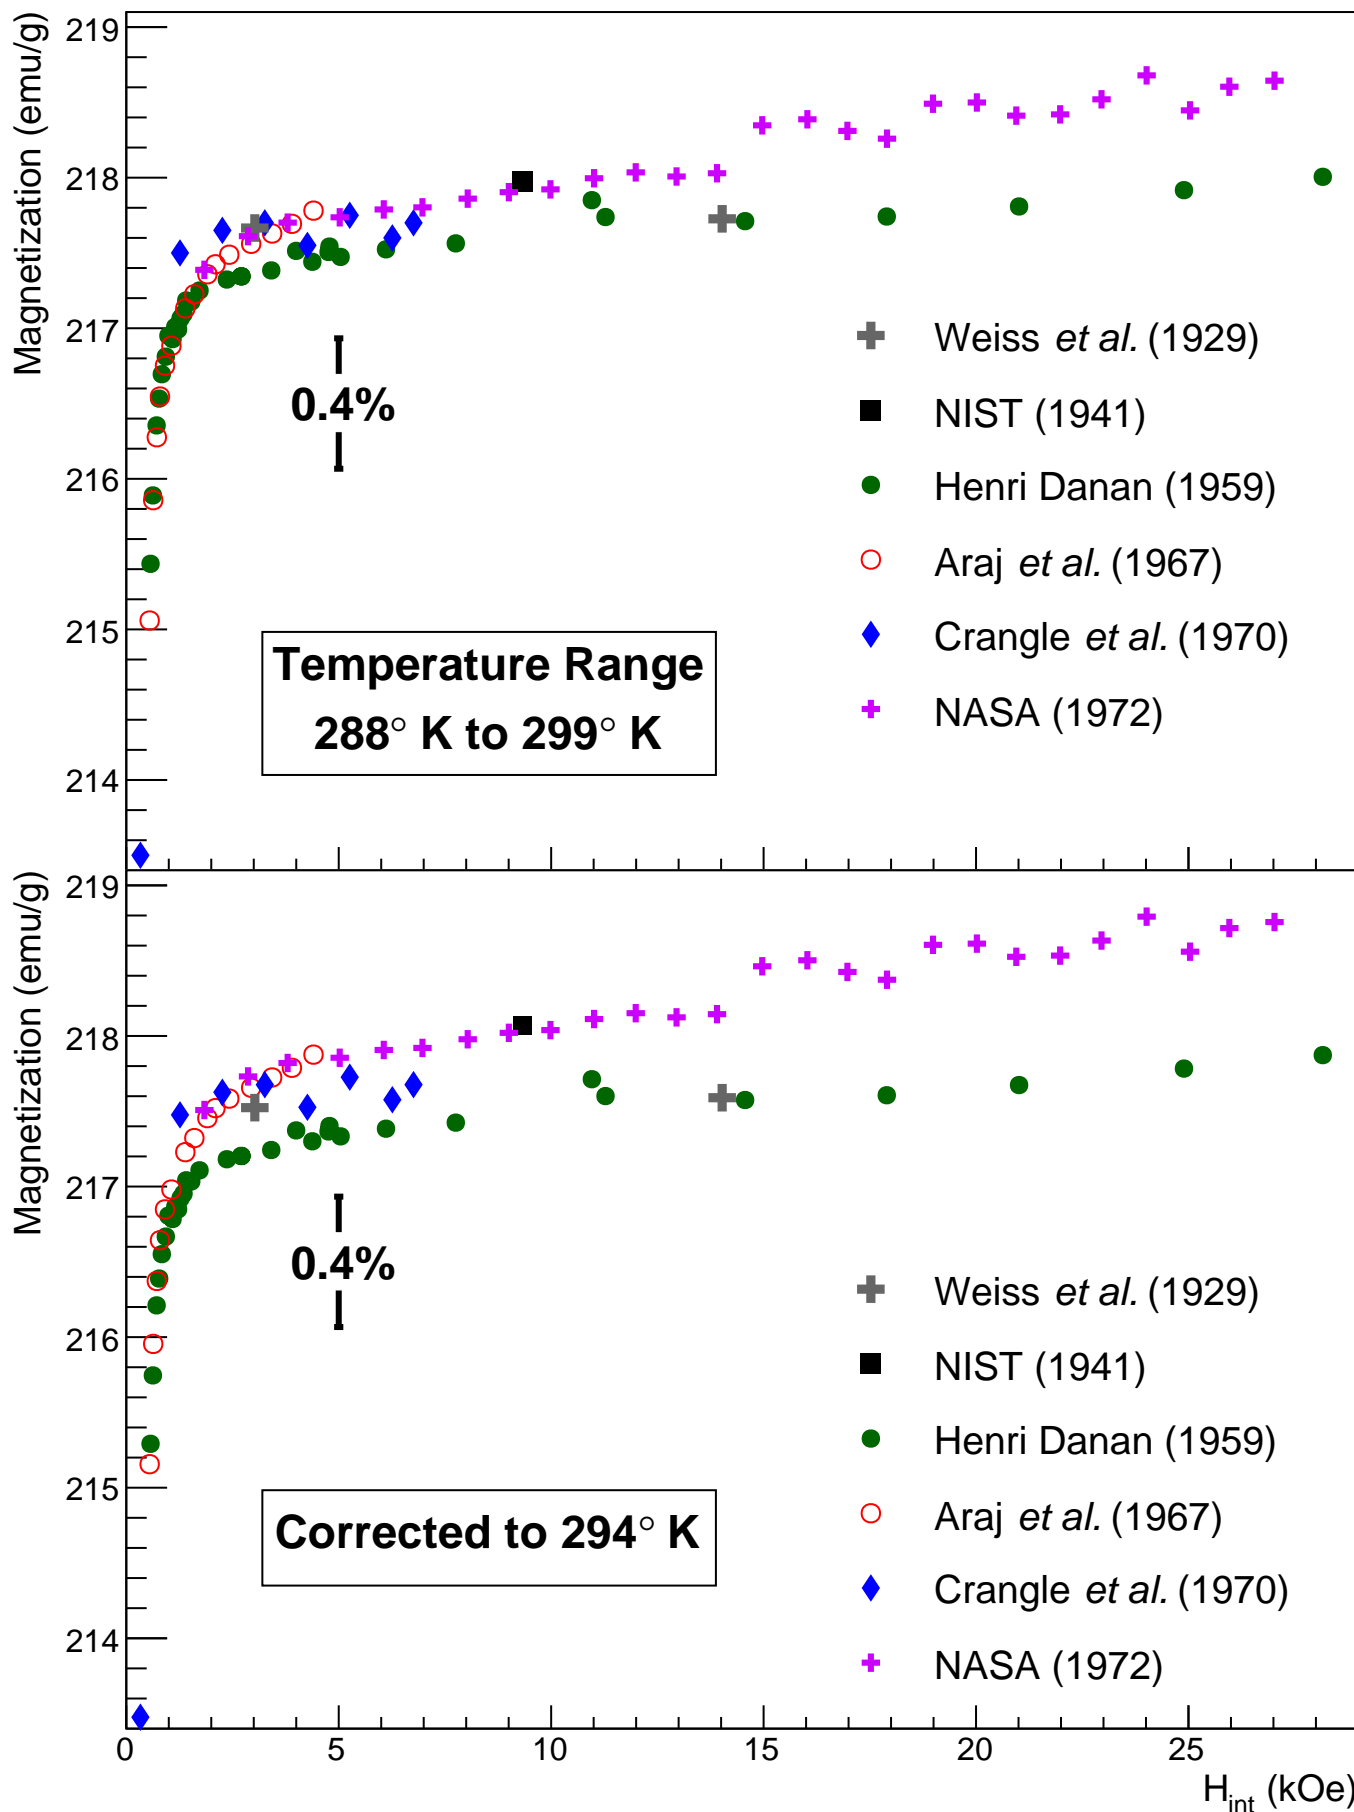 Magnetization (emu/g)
219
218
217
216
215
214
0.4%
Temperature Range
288° K to 299° K
Weiss et al. (1929)
NIST (1941)
Henri Danan (1959)
Araj et al. (1967)
Crangle et al. (1970)
NASA (1972)
Magnetization (emu/g)
219
218
217
216
215
214
0.4%
Corrected to 294° K
Weiss et al. (1929)
NIST (1941)
Henri Danan (1959)
Araj et al. (1967)
Crangle et al. (1970)
NASA (1972)
0 5 10 15 20 25
H_int (kOe)